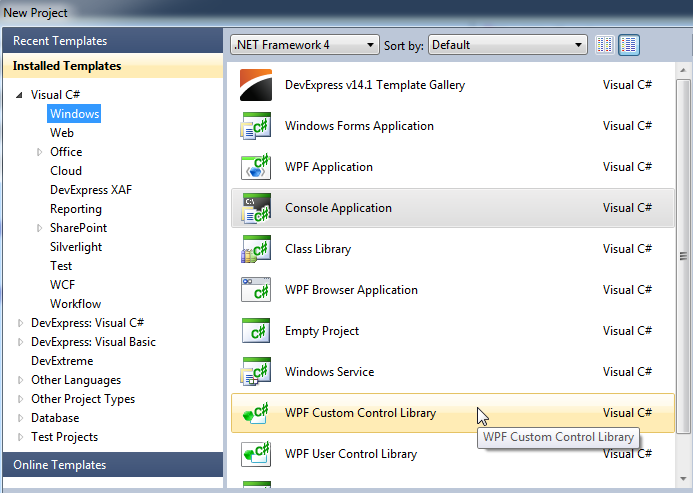 New Project
Recent Templates
Installed Templates
Visual C#
Windows
Web
Office
Cloud
DevExpress XAF
Reporting
SharePoint
Silverlight
Test
WCF
Workflow
DevExpress: Visual C#
DevExpress: Visual Basic
DevExtreme
Other Languages
Other Project Types
Database
Test Projects
Online Templates
.NET Framework 4 Sort by: Default
DevExpress v14.1 Template Gallery Visual C#
Windows Forms Application Visual C#
WPF Application Visual C#
Console Application Visual C#
Class Library Visual C#
WPF Browser Application Visual C#
Empty Project Visual C#
Windows Service Visual C#
WPF Custom Control Library Visual C#
WPF Custom Control Library
WPF User Control Library Visual C#